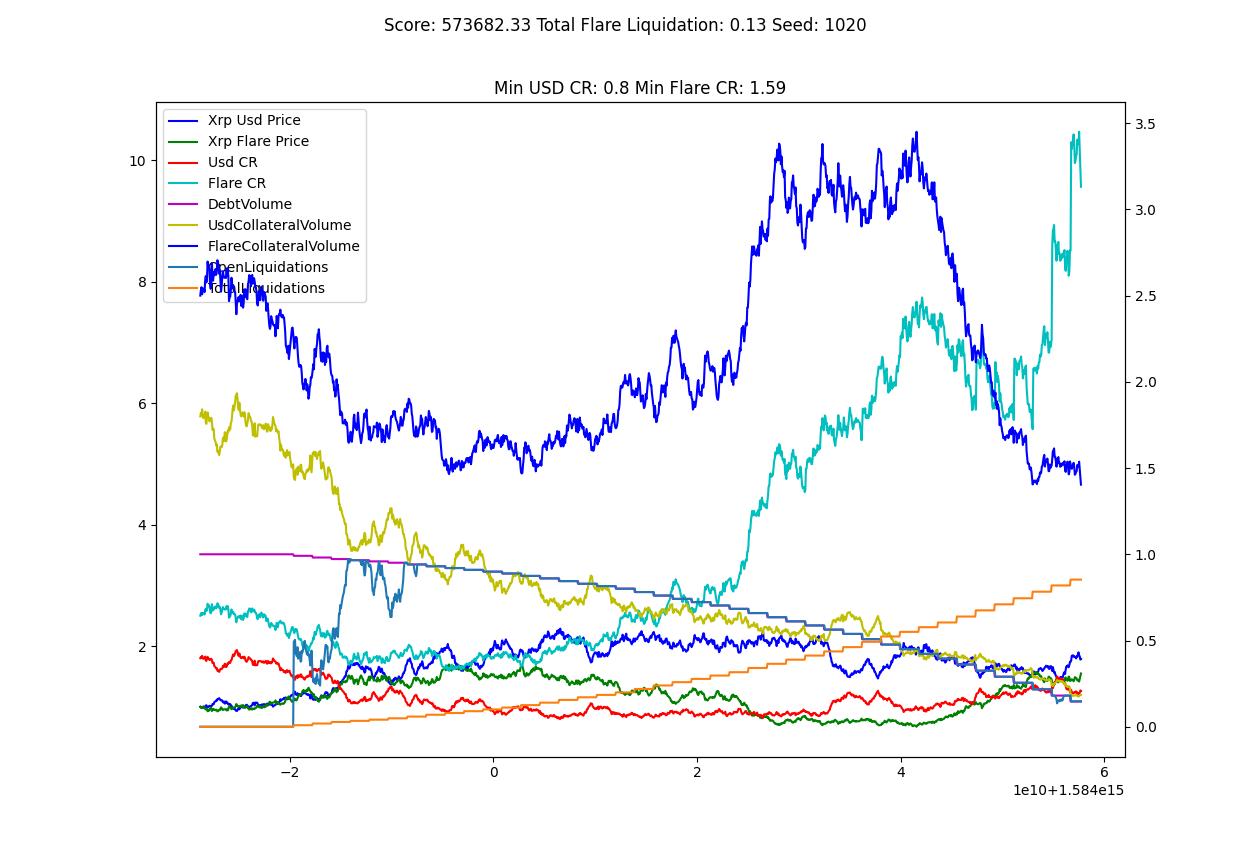 Score: 573682.33 Total Flare Liquidation: 0.13 Seed: 1020
Min USD CR: 0.8 Min Flare CR: 1.59
Xrp Usd Price
Xrp Flare Price
Usd CR
Flare CR
DebtVolume
UsdCollateralVolume
FlareCollateralVolume
OpenLiquidations
TotalLiquidations
10
8
6
4
2
3.5
3.0
2.5
2.0
1.5
1.0
0.5
0.0
−2 0 2 4 6
1e10+1.584e15